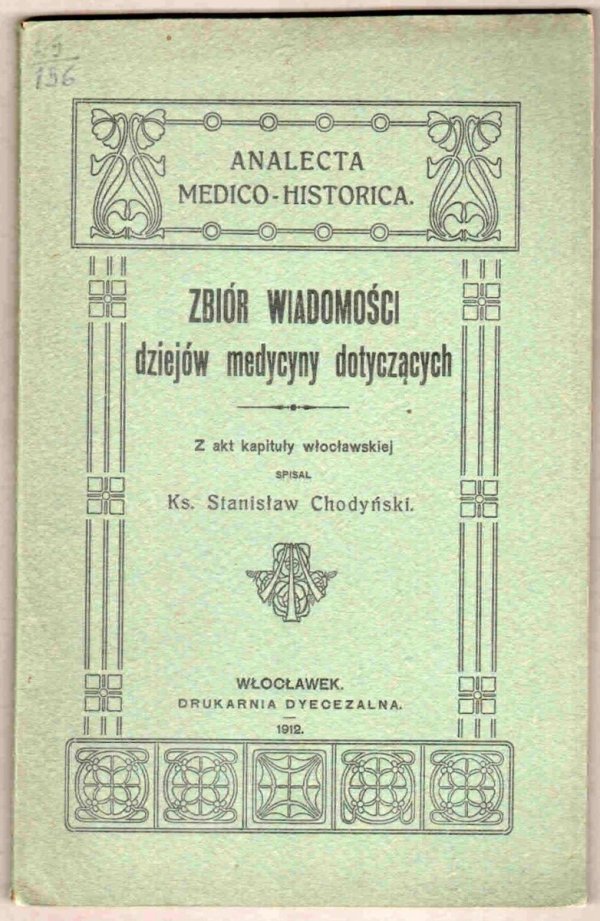 196
ANALECTA
MEDICO-HISTORICA.
ZBIÓR WIADOMOŚCI
dziejów medycyny dotyczących
Z akt kapituły włocławskiej
SPISAŁ
Ks. Stanisław Chodyński.
WŁOCŁAWEK.
DRUKARNIA DYECEZALNA.
1912.